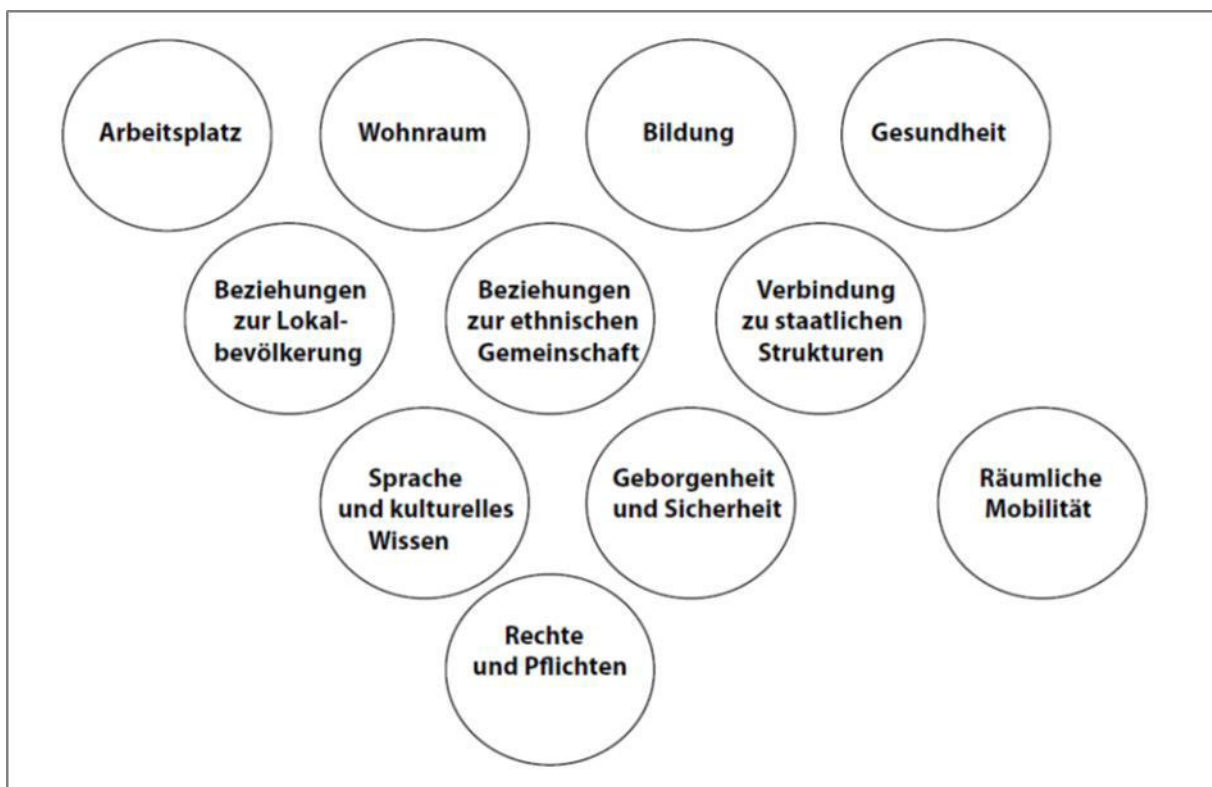 Arbeitsplatz
Wohnraum
Bildung
Gesundheit
Beziehungen
zur Lokal-
bevölkerung
Beziehungen
zur ethnischen
Gemeinschaft
Verbindung
zu staatlichen
Strukturen
Sprache
und kulturelles
Wissen
Geborgenheit
und Sicherheit
Räumliche
Mobilität
Rechte
und Pflichten